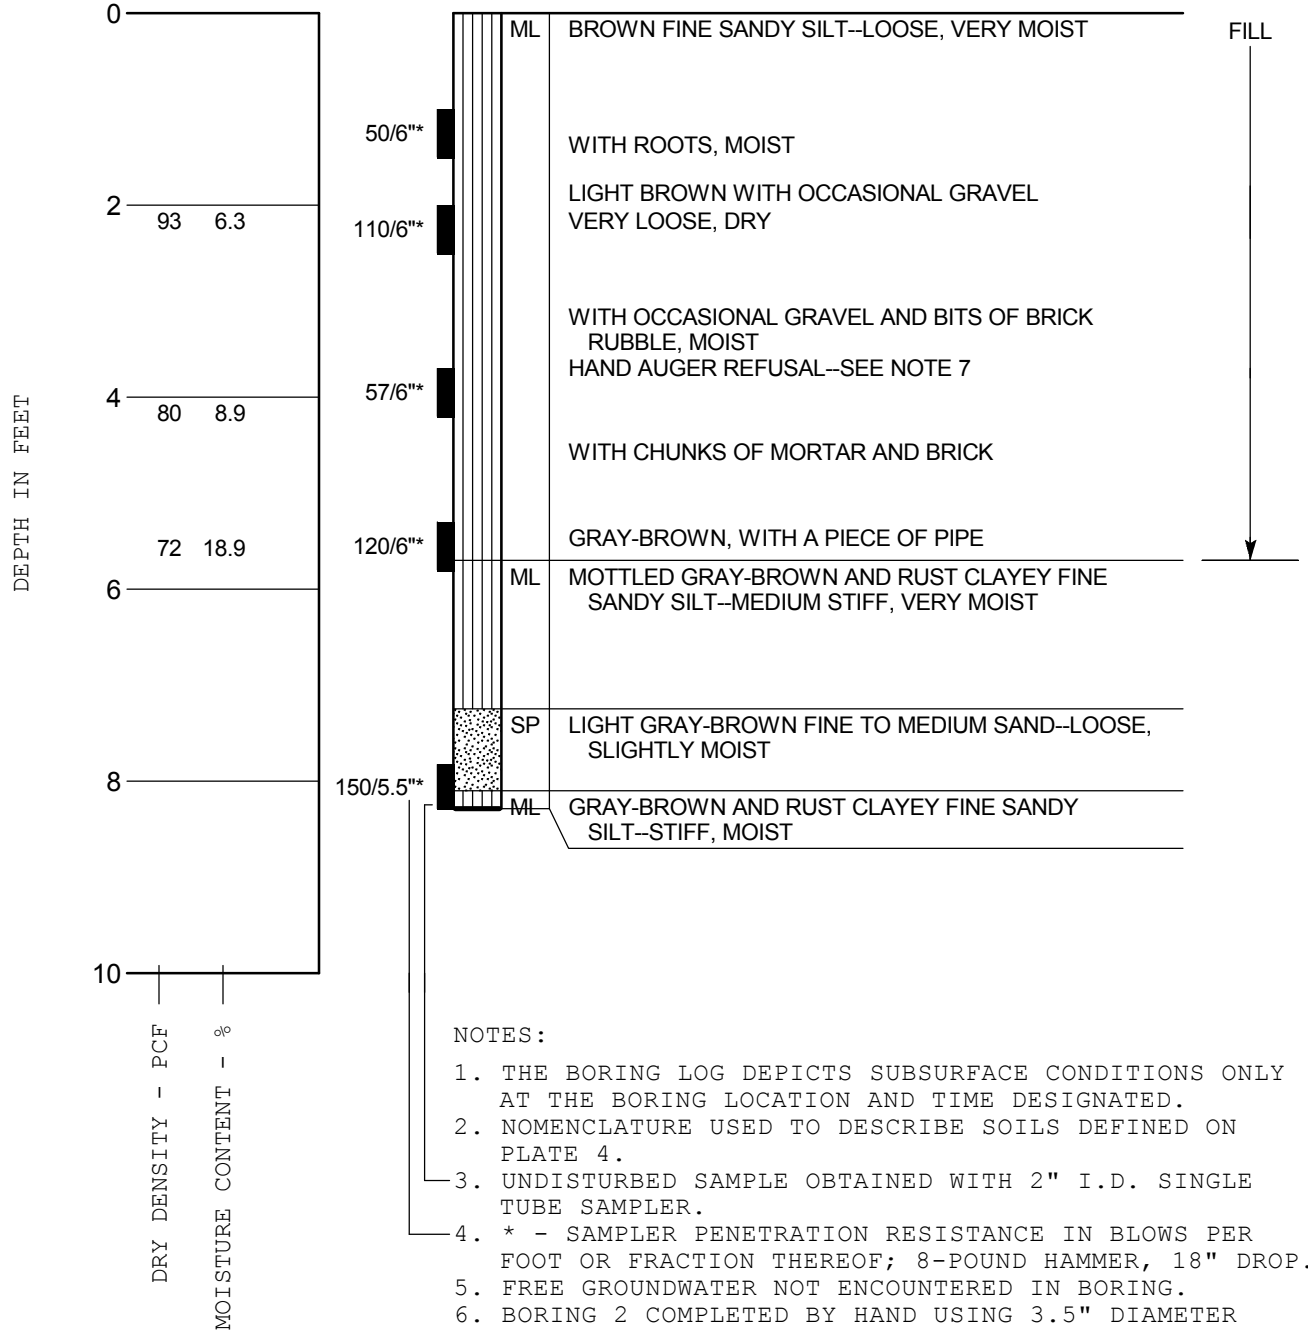 0
ML BROWN FINE SANDY SILT--LOOSE, VERY MOIST FILL
50/6"*
WITH ROOTS, MOIST
LIGHT BROWN WITH OCCASIONAL GRAVEL
2
93 6.3 110/6"* VERY LOOSE, DRY
WITH OCCASIONAL GRAVEL AND BITS OF BRICK
RUBBLE, MOIST
HAND AUGER REFUSAL--SEE NOTE 7
57/6"*
4
80 8.9
WITH CHUNKS OF MORTAR AND BRICK
72 18.9 120/6"* GRAY-BROWN, WITH A PIECE OF PIPE
ML MOTTLED GRAY-BROWN AND RUST CLAYEY FINE
6
SANDY SILT--MEDIUM STIFF, VERY MOIST
SP LIGHT GRAY-BROWN FINE TO MEDIUM SAND--LOOSE,
SLIGHTLY MOIST
8
150/5.5"*
ML GRAY-BROWN AND RUST CLAYEY FINE SANDY
SILT--STIFF, MOIST
10
DEPTH IN FEET
DRY DENSITY - PCF
MOISTURE CONTENT - %
NOTES:
1. THE BORING LOG DEPICTS SUBSURFACE CONDITIONS ONLY
AT THE BORING LOCATION AND TIME DESIGNATED.
2. NOMENCLATURE USED TO DESCRIBE SOILS DEFINED ON
PLATE 4.
3. UNDISTURBED SAMPLE OBTAINED WITH 2" I.D. SINGLE
TUBE SAMPLER.
4. * - SAMPLER PENETRATION RESISTANCE IN BLOWS PER
FOOT OR FRACTION THEREOF; 8-POUND HAMMER, 18" DROP.
5. FREE GROUNDWATER NOT ENCOUNTERED IN BORING.
6. BORING 2 COMPLETED BY HAND USING 3.5" DIAMETER